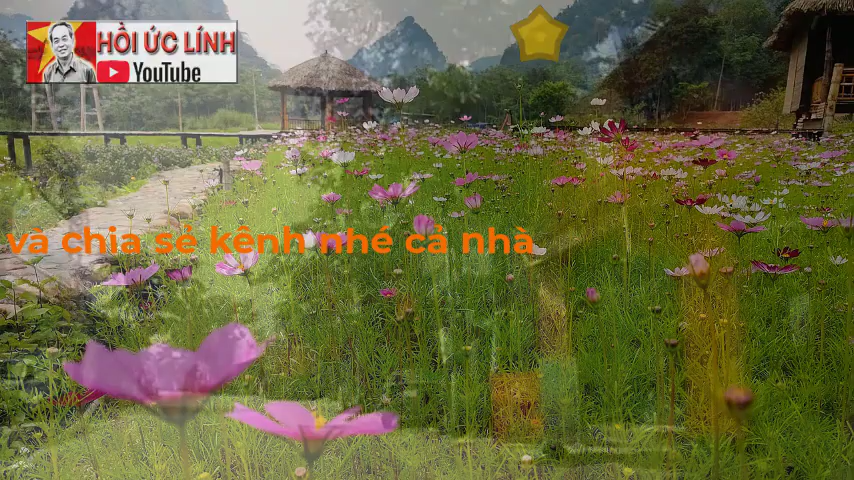 HỒI ỨC LÍNH
YouTube
và chia sẻ kênh nhé cả nhà